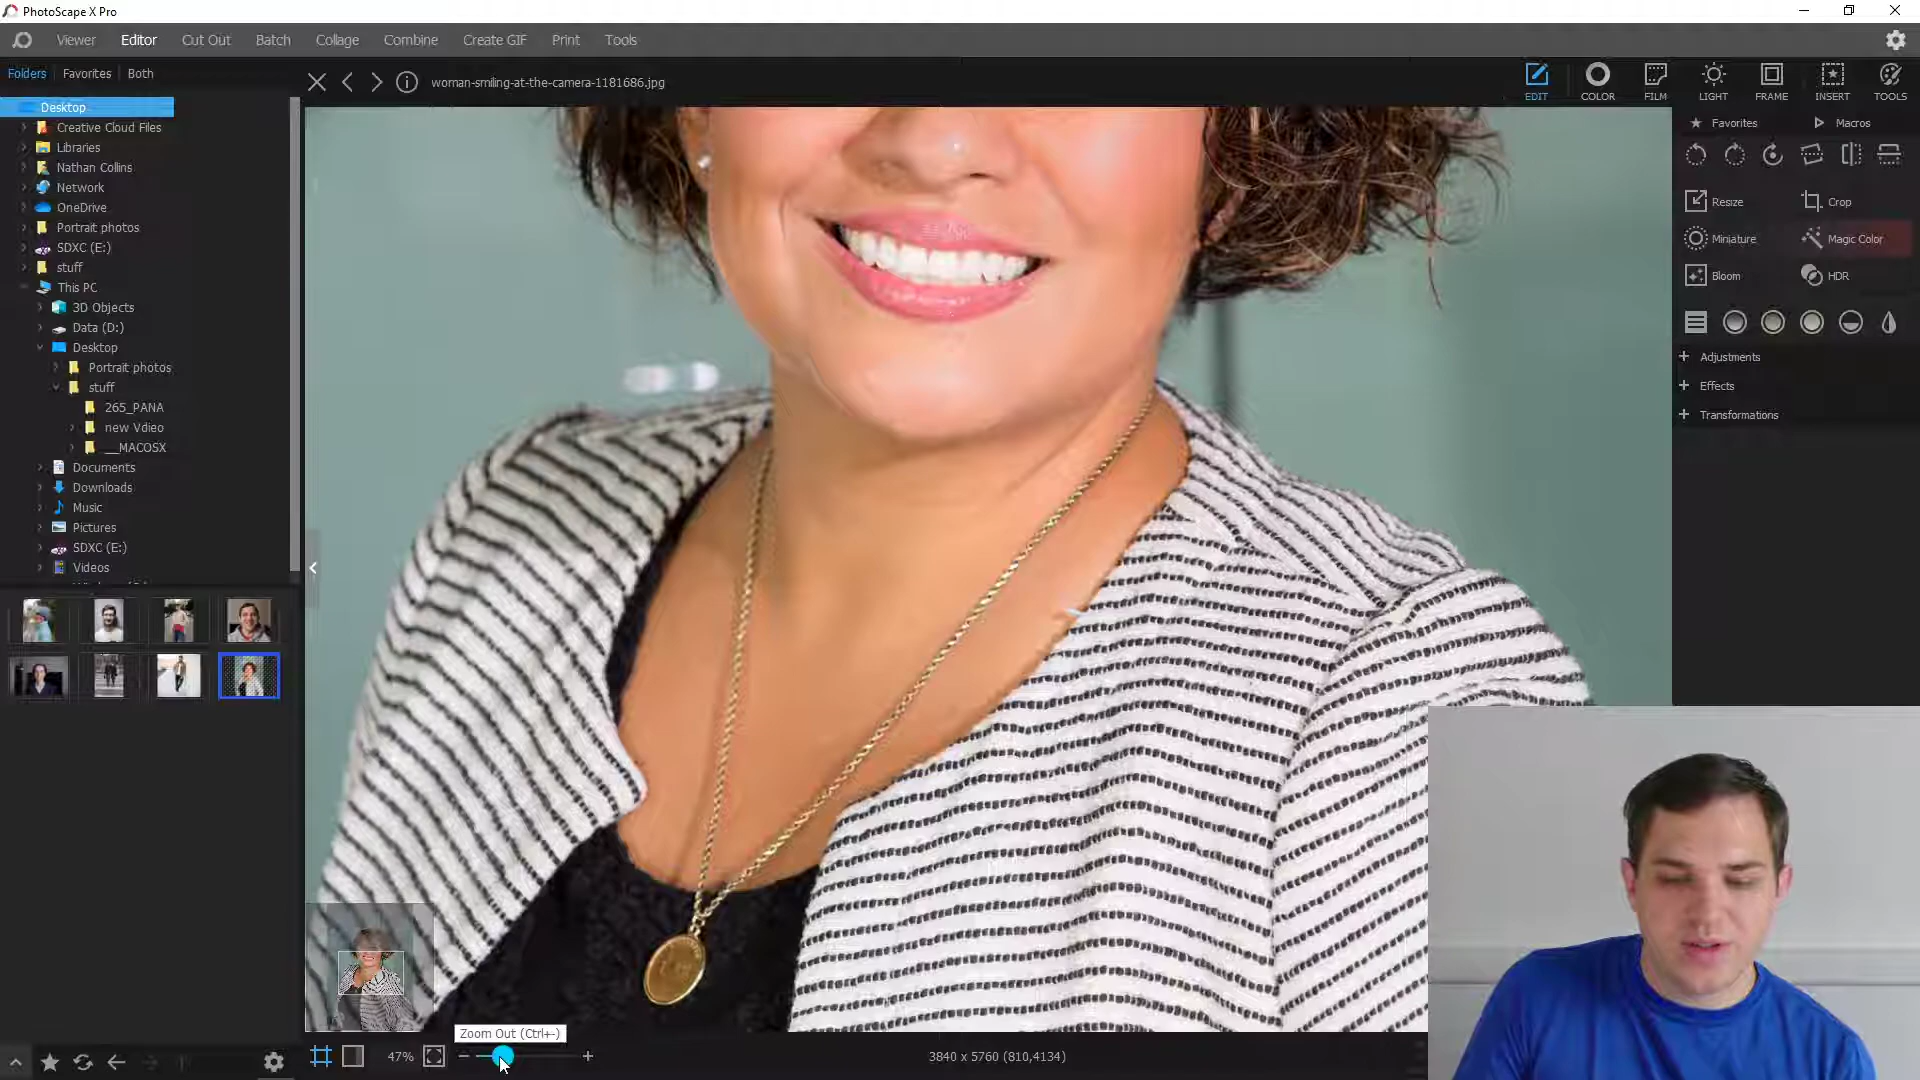 PhotoScape X Pro
Viewer Editor Cut Out Batch Collage Combine Create GIF Print Tools
Folders Favorites Both
woman-smiling-at-the-camera-1181686.jpg
EDIT COLOR FILM LIGHT FRAME INSERT TOOLS
Desktop
Creative Cloud Files
Libraries
Nathan Collins
Network
OneDrive
Portrait photos
SDXC (E:)
stuff
This PC
3D Objects
Data (D:)
Desktop
Portrait photos
stuff
265_PANA
new Vdieo
__MACOSX
Documents
Downloads
Music
Pictures
SDXC (E:)
Videos
Favorites Macros
Resize Crop
Miniature Magic Color
Bloom HDR
Adjustments
Effects
Transformations
Zoom Out (Ctrl+-)
47%
3840 x 5760 (810,4134)